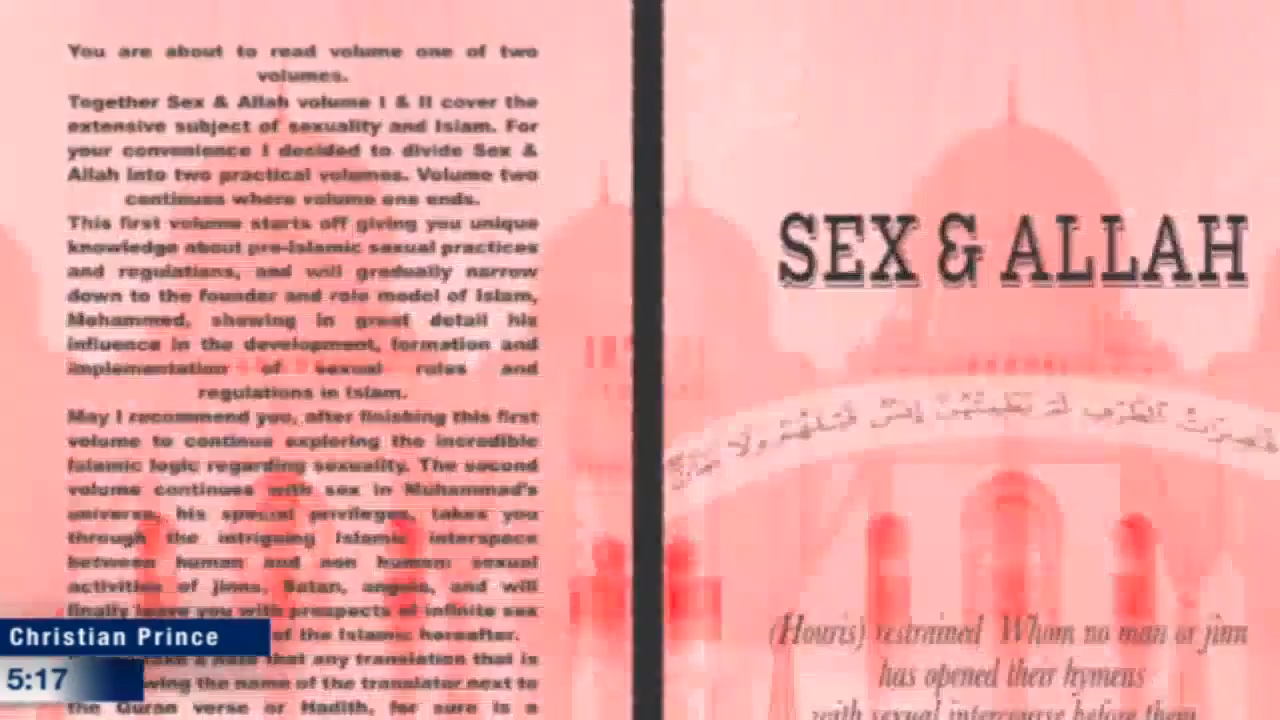 You are about to read volume one of two
volumes.
Together Sex & Allah volume I & II cover the
extensive subject of sexuality and Islam. For
your convenience I decided to divide Sex &
Allah into two practical volumes. Volume two
continues where volume one ends.
This first volume starts off giving you unique
knowledge about pre-Islamic sexual practices
and regulations, and will gradually narrow
down to the founder and role model of Islam,
Mohammed, showing in great detail his
influence in the development, formation and
implementation of sexual rules and
regulations in Islam.
May I recommend you, after finishing this first
volume to continue exploring the incredible
Islamic logic regarding sexuality. The second
volume continues with sex in Muhammad's
universe, his special privileges, takes you
through the intriguing Islamic interspace
between human and non human: sexual
activities of jinns, Satan, angels, and will
finally leave you with prospects of infinite sex
of the Islamic hereafter.
that any translation that is
the name of the translator next to
the Quran verse or Hadith, for sure is a
Christian Prince
5:17
SEX & ALLAH
(Houris) restrained Whom no man or jinn
has opened their hymens
with sexual intercourse before them